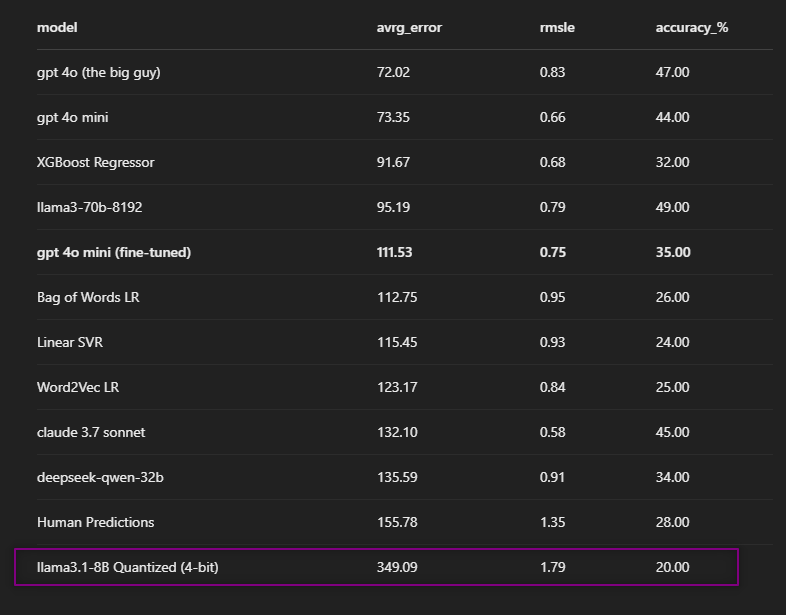 model avrg_error rmsle accuracy_%
gpt 4o (the big guy) 72.02 0.83 47.00
gpt 4o mini 73.35 0.66 44.00
XGBoost Regressor 91.67 0.68 32.00
llama3-70b-8192 95.19 0.79 49.00
gpt 4o mini (fine-tuned) 111.53 0.75 35.00
Bag of Words LR 112.75 0.95 26.00
Linear SVR 115.45 0.93 24.00
Word2Vec LR 123.17 0.84 25.00
claude 3.7 sonnet 132.10 0.58 45.00
deepseek-qwen-32b 135.59 0.91 34.00
Human Predictions 155.78 1.35 28.00
llama3.1-8B Quantized (4-bit) 349.09 1.79 20.00